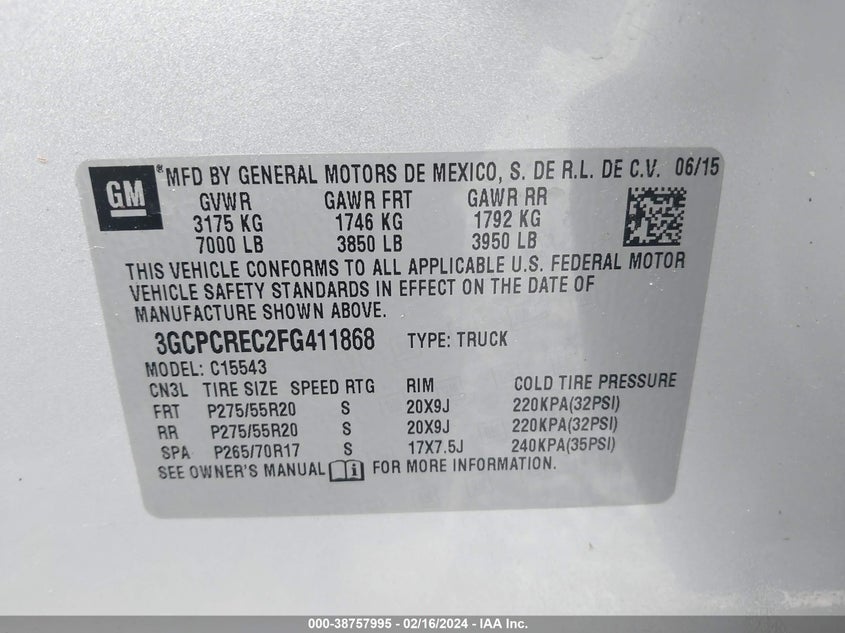 GM ® MFD BY GENERAL MOTORS DE MEXICO, S. DE R.L. DE C.V. 06/15
GVWR GAWR FRT GAWR RR
3175 KG 1746 KG 1792 KG
7000 LB 3850 LB 3950 LB
THIS VEHICLE CONFORMS TO ALL APPLICABLE U.S. FEDERAL MOTOR
VEHICLE SAFETY STANDARDS IN EFFECT ON THE DATE OF
MANUFACTURE SHOWN ABOVE.
3GCPCREC2FG411868 TYPE: TRUCK
MODEL: C15543
CN3L TIRE SIZE SPEED RTG RIM COLD TIRE PRESSURE
FRT P275/55R20 S 20X9J 220KPA(32PSI)
RR P275/55R20 S 20X9J 220KPA(32PSI)
SPA P265/70R17 S 17X7.5J 240KPA(35PSI)
SEE OWNER'S MANUAL i FOR MORE INFORMATION.
000-38757995 - 02/16/2024 - IAA Inc.